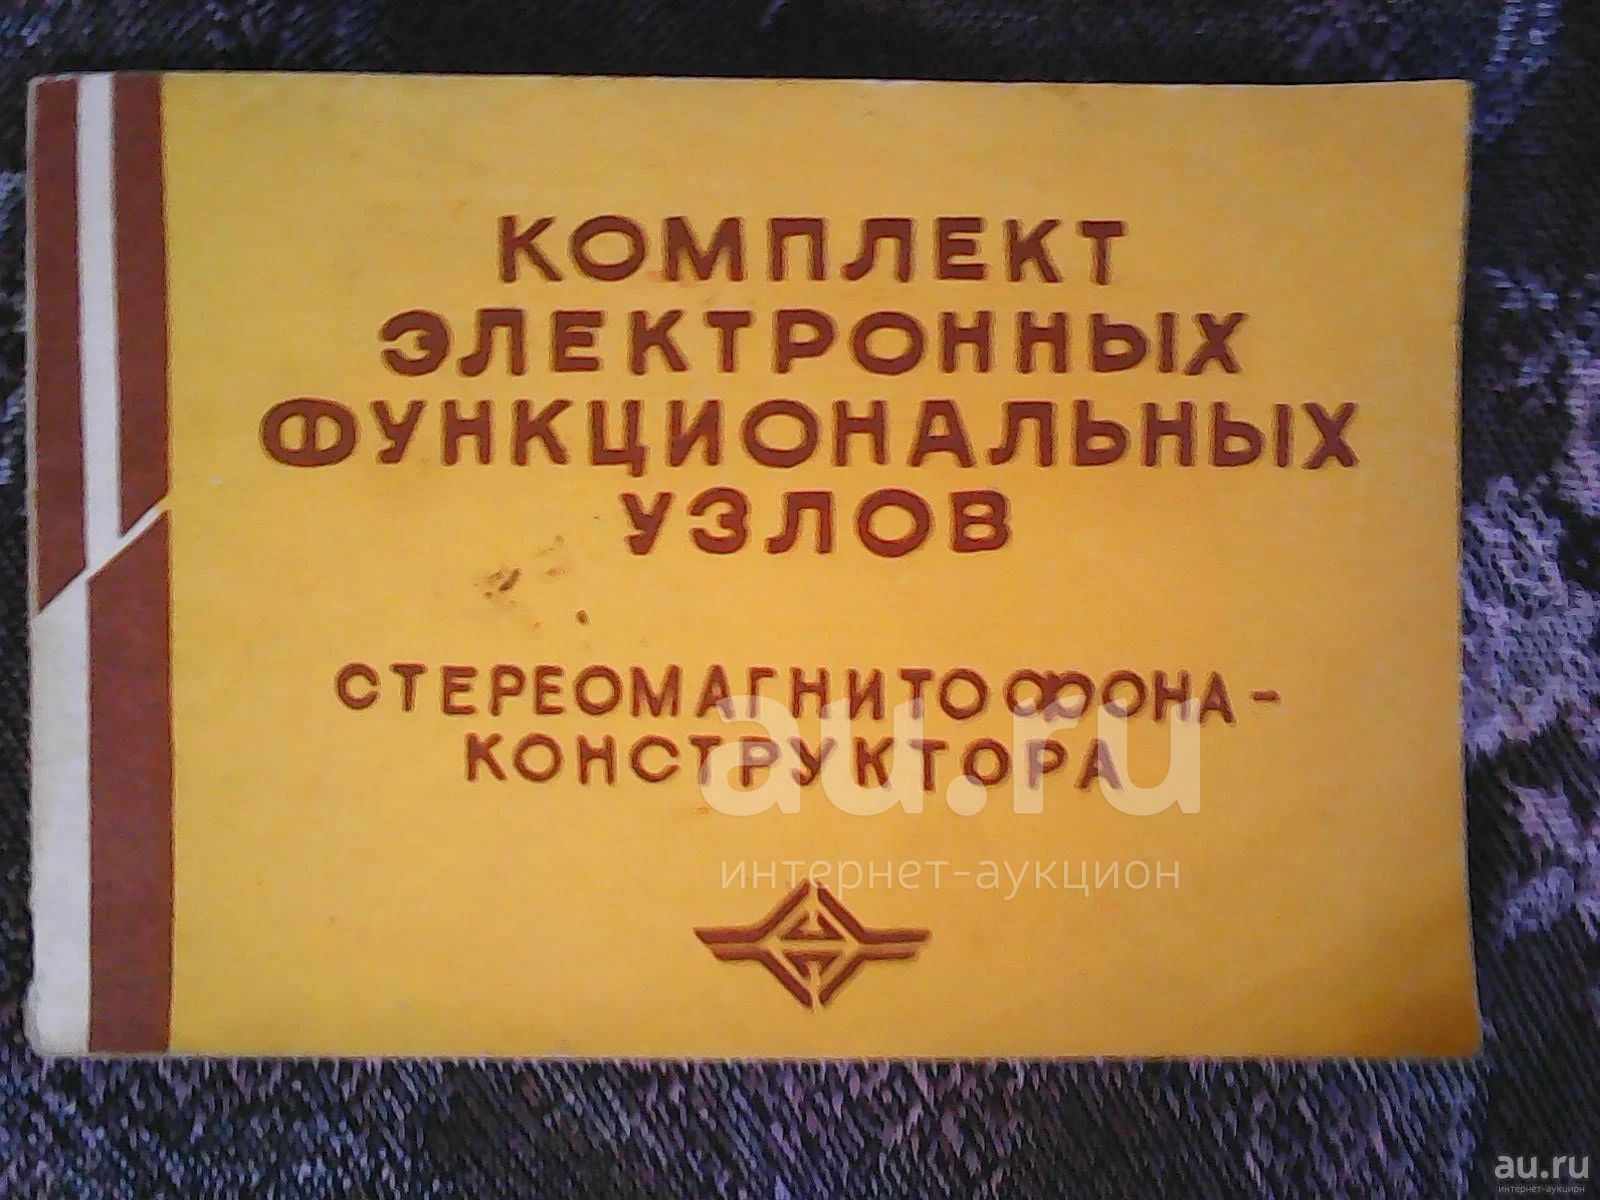 КОМПЛЕКТ
ЭЛЕКТРОННЫХ
ФУНКЦИОНАЛЬНЫХ
УЗЛОВ
СТЕРЕОМАГНИТОФОНА-
КОНСТРУКТОРА
au.ru
интернет-аукцион
au.ru
интернет-аукцион